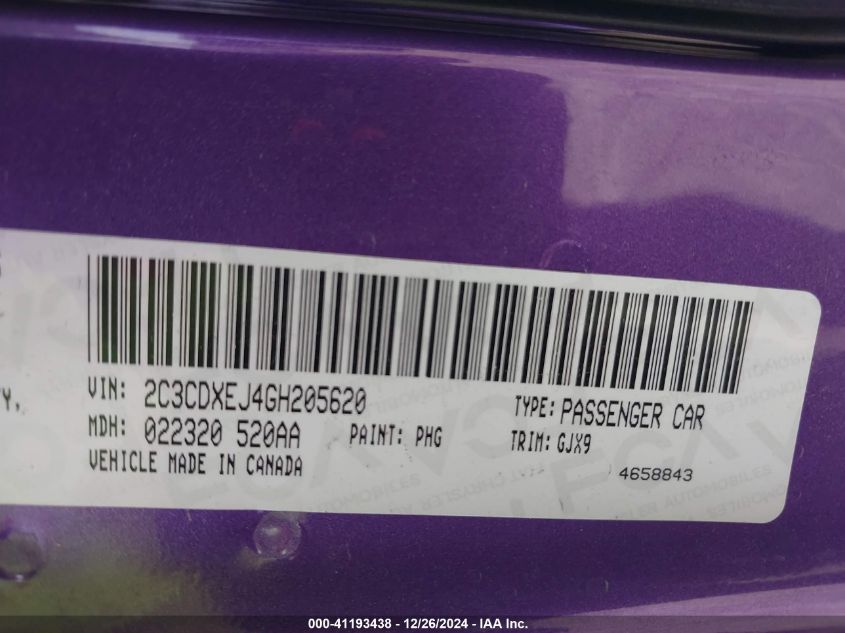 VIN: 2C3CDXEJ4GH205620 TYPE: PASSENGER CAR
Y,
MDH: 022320 520AA PAINT: PHG TRIM: GJX9
VEHICLE MADE IN CANADA 4658843
000-41193438 - 12/26/2024 - IAA Inc.